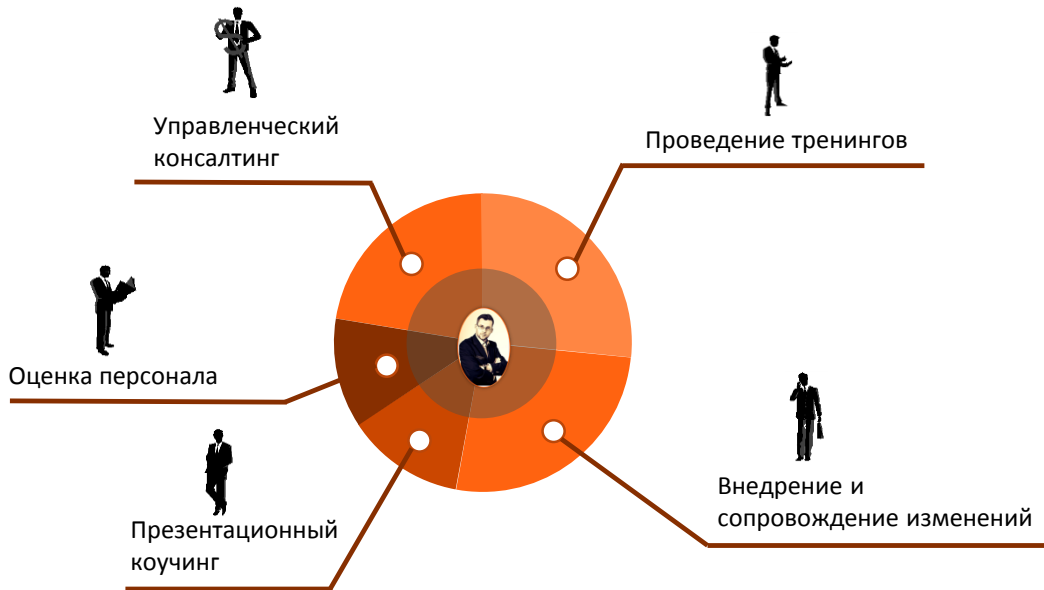 Управленческий
консалтинг
Проведение тренингов
Оценка персонала
Презентационный
коучинг
Внедрение и
сопровождение изменений